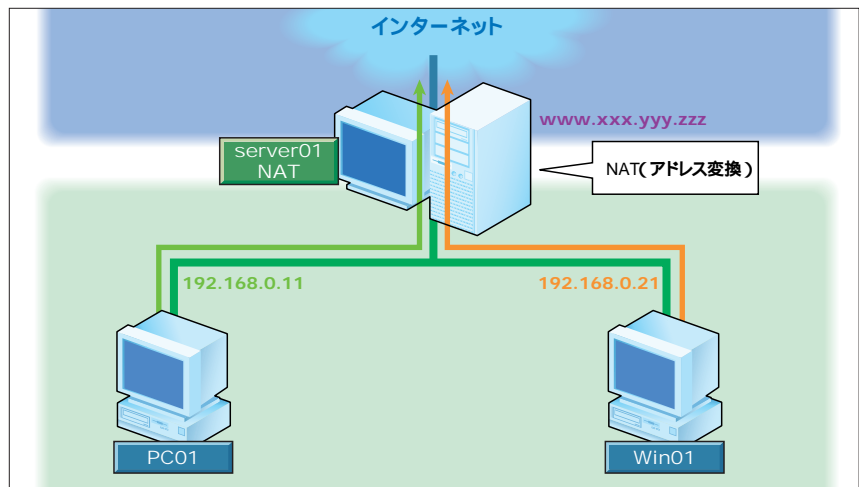 インターネット
www.xxx.yyy.zzz
server01
NAT
NAT(アドレス変換)
192.168.0.11
192.168.0.21
PC01
Win01